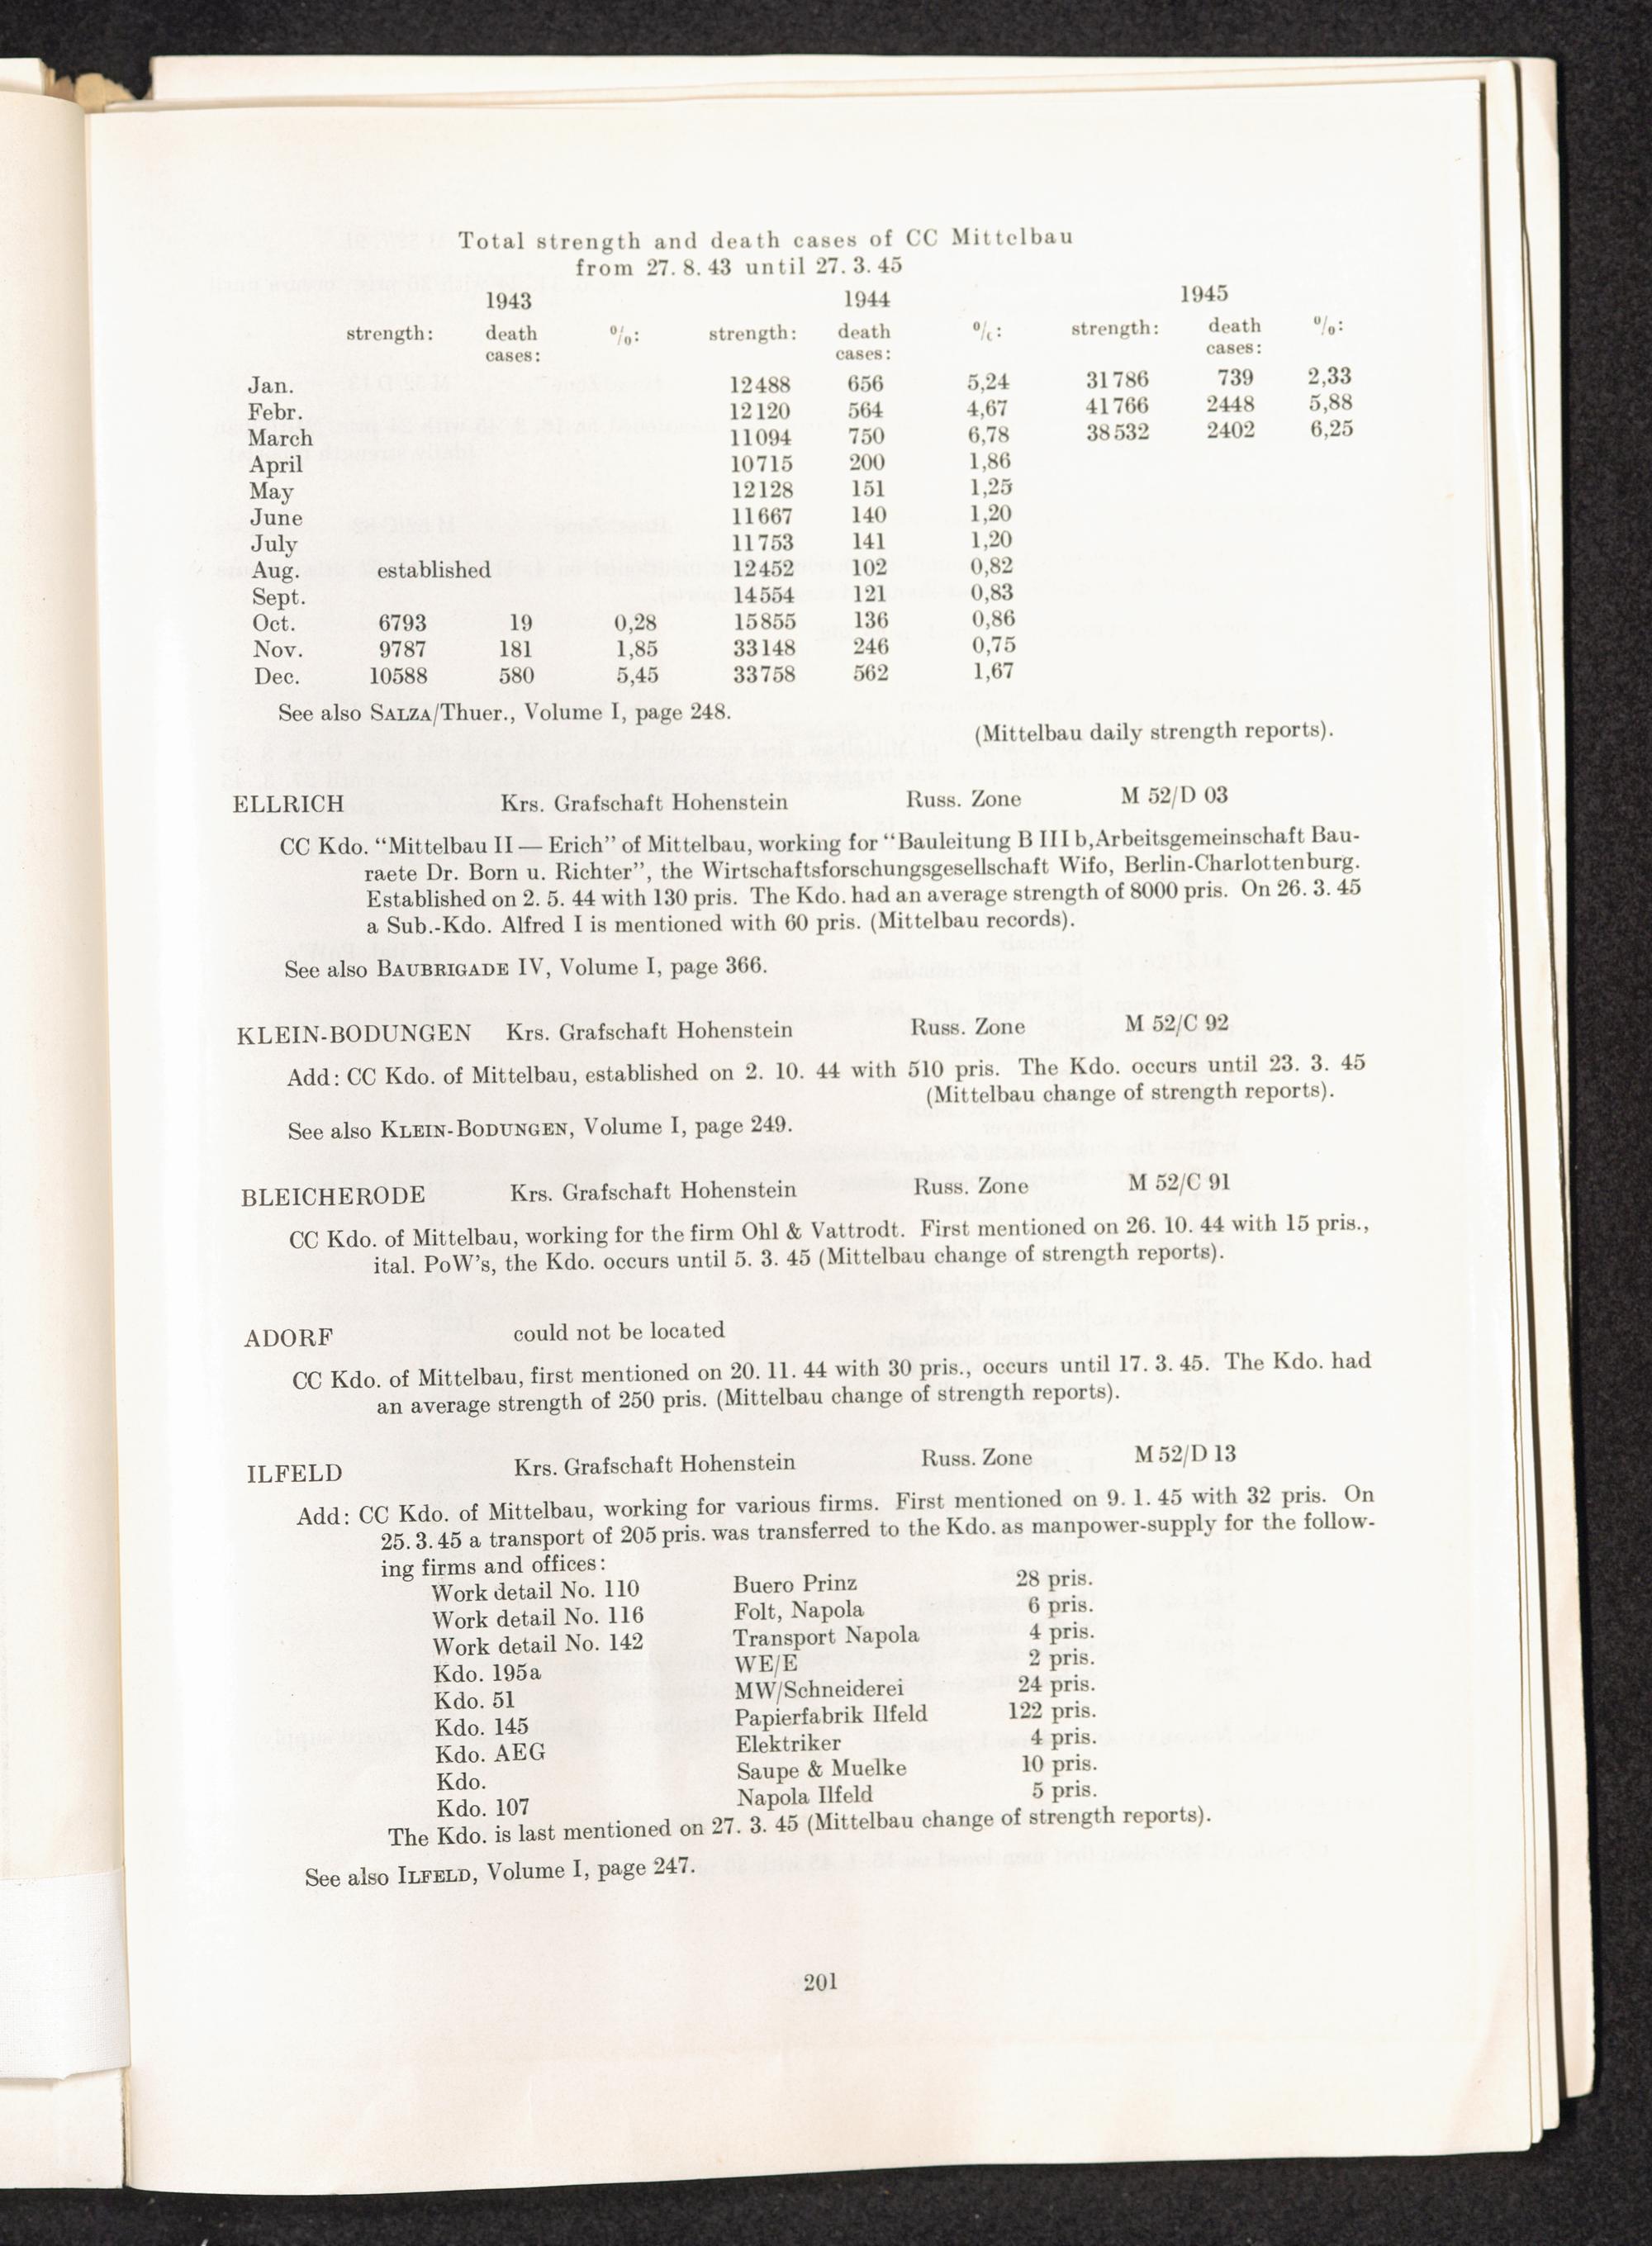 Total strength and death cases of CC Mittelbau
from 27. 8. 43 until 27. 3. 45
1943 1944 1945
strength: death cases: %: strength: death cases: %: strength: death cases: %:
Jan. 12488 656 5,24 31786 739 2,33
Febr. 12120 564 4,67 41766 2448 5,88
March 11094 750 6,78 38532 2402 6,25
April 10715 200 1,86
May 12128 151 1,25
June 11667 140 1,20
July 11753 141 1,20
Aug. established 12452 102 0,82
Sept. 14554 121 0,83
Oct. 6793 19 0,28 15855 136 0,86
Nov. 9787 181 1,85 33148 246 0,75
Dec. 10588 580 5,45 33758 562 1,67
See also SALZA/Thuer., Volume I, page 248.
(Mittelbau daily strength reports).
ELLRICH Krs. Grafschaft Hohenstein Russ. Zone M 52/D 03
CC Kdo. “Mittelbau II — Erich” of Mittelbau, working for “Bauleitung B III b, Arbeitsgemeinschaft Bau-
raete Dr. Born u. Richter”, the Wirtschaftsforschungsgesellschaft Wifo, Berlin-Charlottenburg.
Established on 2. 5. 44 with 130 pris. The Kdo. had an average strength of 8000 pris. On 26. 3. 45
a Sub.-Kdo. Alfred I is mentioned with 60 pris. (Mittelbau records).
See also BAUBRIGADE IV, Volume I, page 366.
KLEIN-BODUNGEN Krs. Grafschaft Hohenstein Russ. Zone M 52/C 92
Add: CC Kdo. of Mittelbau, established on 2. 10. 44 with 510 pris. The Kdo. occurs until 23. 3. 45
(Mittelbau change of strength reports).
See also KLEIN-BODUNGEN, Volume I, page 249.
BLEICHERODE Krs. Grafschaft Hohenstein Russ. Zone M 52/C 91
CC Kdo. of Mittelbau, working for the firm Ohl & Vattrodt. First mentioned on 26. 10. 44 with 15 pris.,
ital. PoW's, the Kdo. occurs until 5. 3. 45 (Mittelbau change of strength reports).
ADORF could not be located
CC Kdo. of Mittelbau, first mentioned on 20. 11. 44 with 30 pris., occurs until 17. 3. 45. The Kdo. had
an average strength of 250 pris. (Mittelbau change of strength reports).
ILFELD Krs. Grafschaft Hohenstein Russ. Zone M 52/D 13
Add: CC Kdo. of Mittelbau, working for various firms. First mentioned on 9. 1. 45 with 32 pris. On
25. 3. 45 a transport of 205 pris. was transferred to the Kdo. as manpower-supply for the follow-
ing firms and offices:
Work detail No. 110 Buero Prinz 28 pris.
Work detail No. 116 Folt, Napola 6 pris.
Work detail No. 142 Transport Napola 4 pris.
Kdo. 195a WE/E 2 pris.
Kdo. 51 MW/Schneiderei 24 pris.
Kdo. 145 Papierfabrik Ilfeld 122 pris.
Kdo. AEG Elektriker 4 pris.
Kdo. Saupe & Muelke 10 pris.
Kdo. 107 Napola Ilfeld 5 pris.
The Kdo. is last mentioned on 27. 3. 45 (Mittelbau change of strength reports).
See also ILFELD, Volume I, page 247.
201